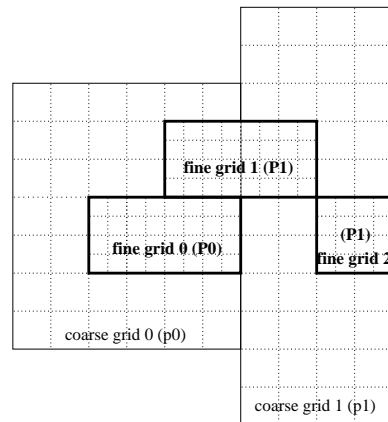 fine grid 1 (P1)
(P1)
fine grid 0 (P0)
fine grid 2
coarse grid 0 (p0)
coarse grid 1 (p1)